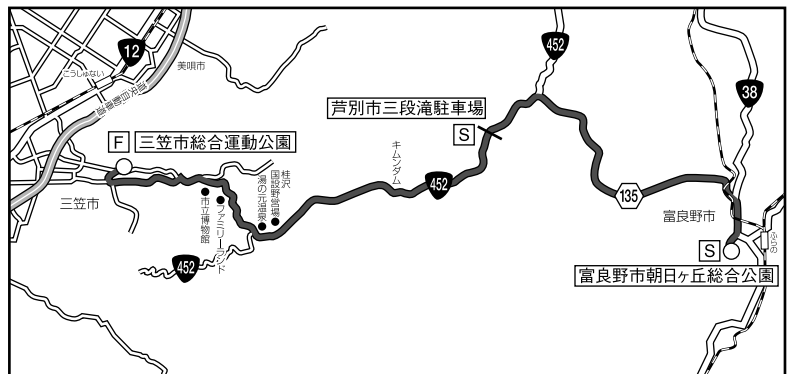 12
452
38
こうしゅない
美唄市
道央自動車道
芦別市三段滝駐車場
S
F
三笠市総合運動公園
キムンダム
桂沢
国設野営場
湯の元温泉
三笠市
市立博物館
ファミリーランド
452
135
富良野市
ふらの
452
S
富良野市朝日ヶ丘総合公園